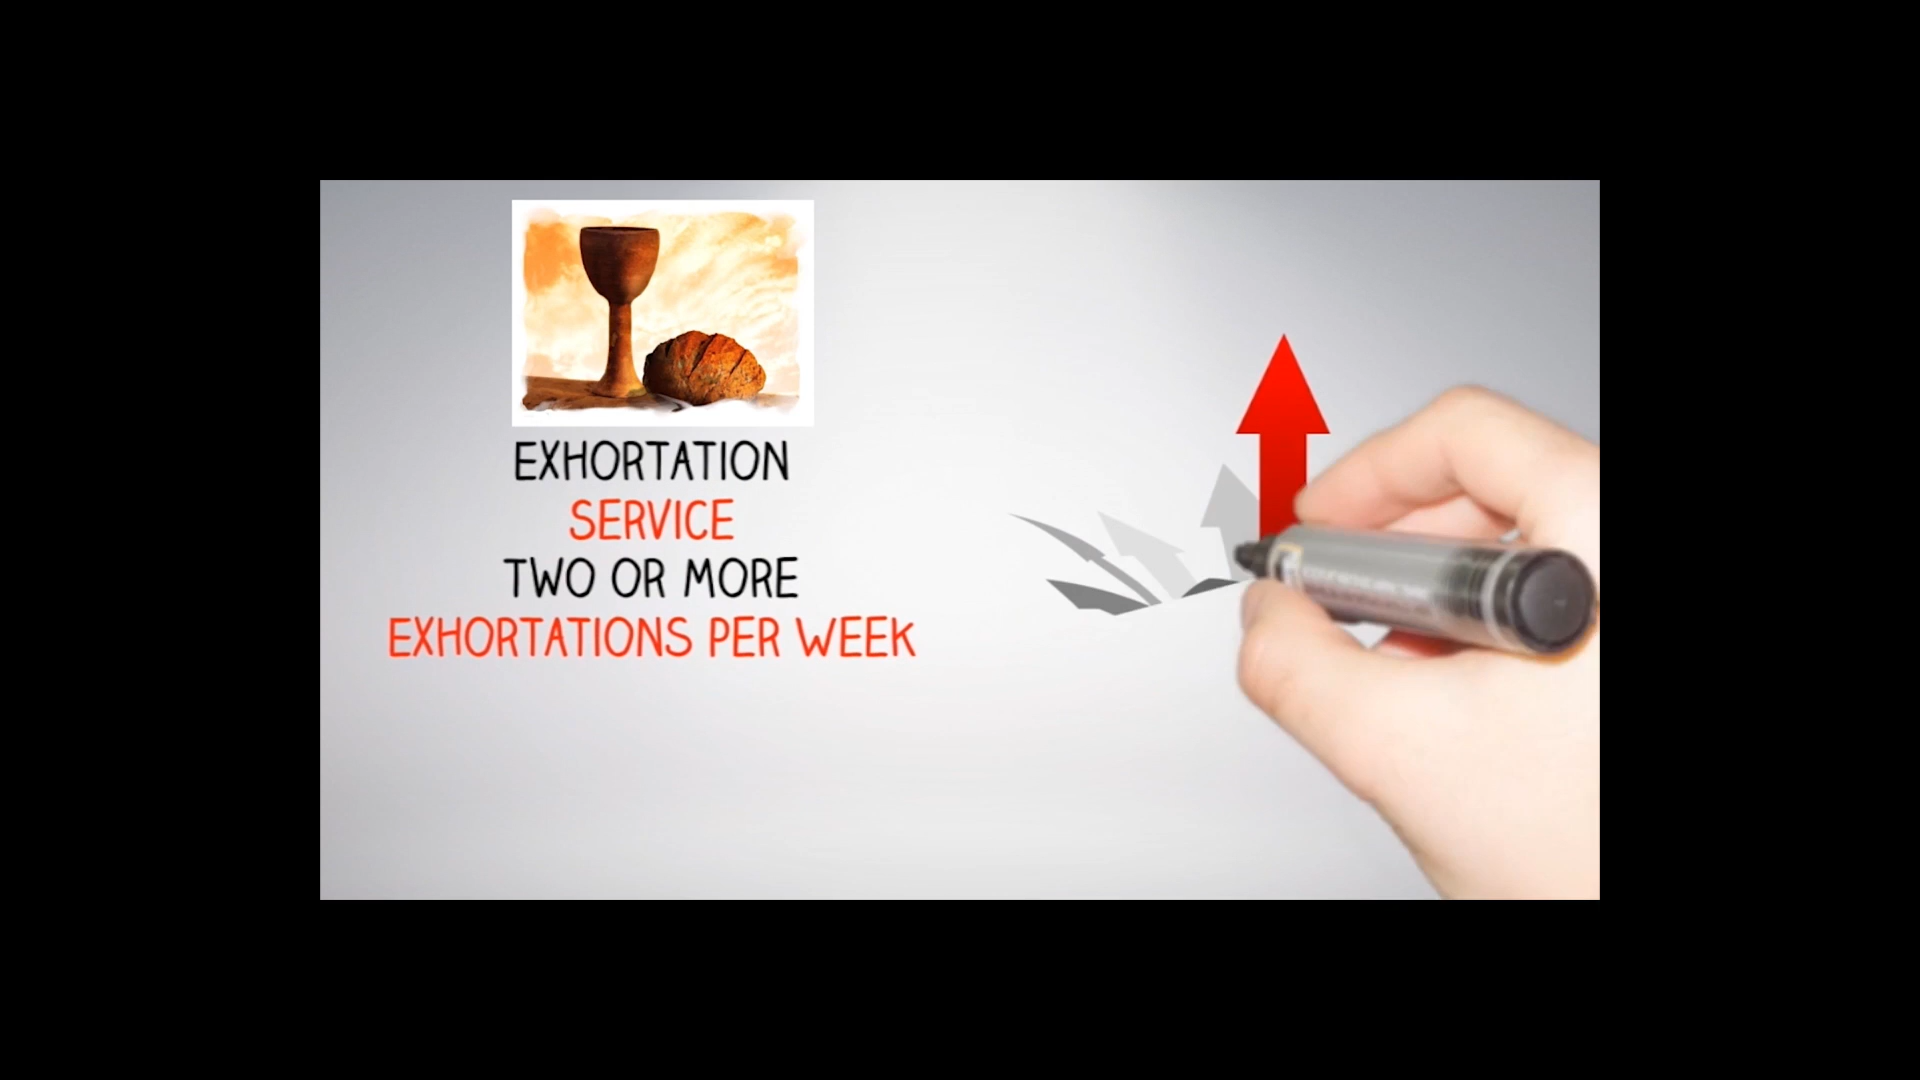 EXHORTATION
SERVICE
TWO OR MORE
EXHORTATIONS PER WEEK